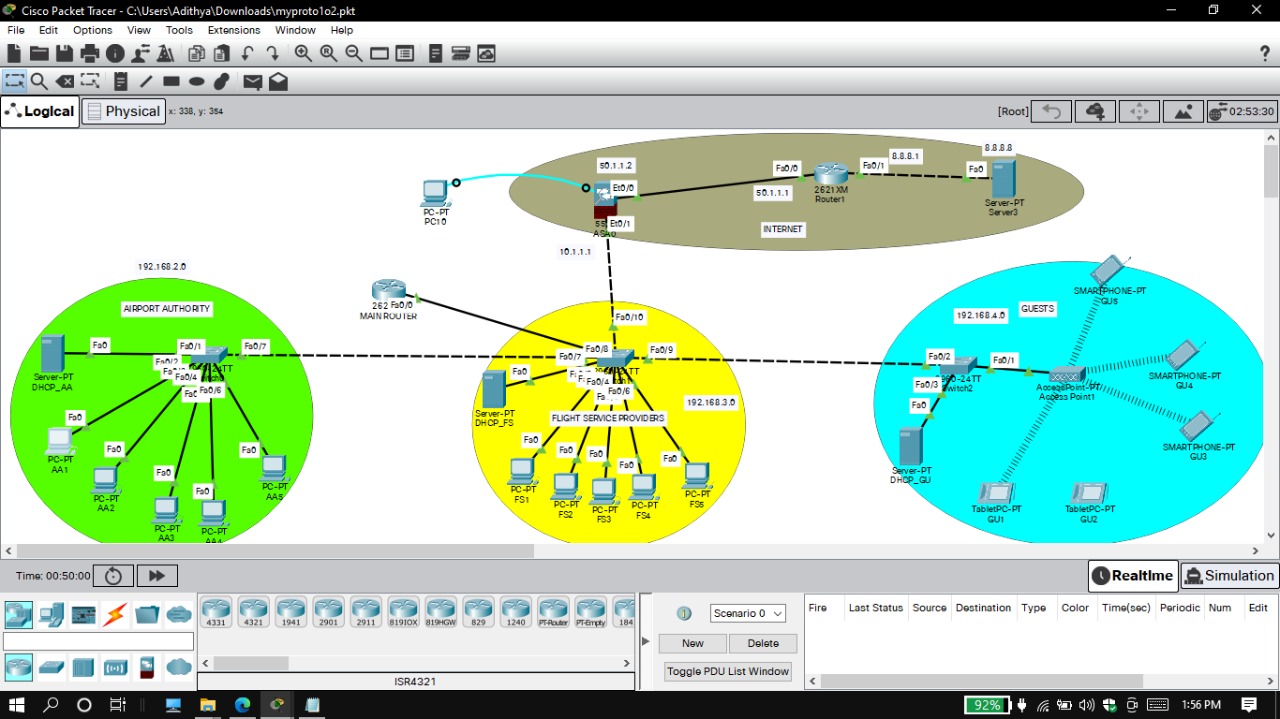 Cisco Packet Tracer - C:\Users\Adithya\Downloads\myproto1o2.pkt
File Edit Options View Tools Extensions Window Help
Logical Physical x: 338, y: 354 [Root] 02:53:30
8.8.8.8
50.1.1.2 Fa0/0 Fa0/1 8.8.8.1 Fa0
Et0/0
PC-PT
PC10
50.1.1.1
2621XM
Router1
Server-PT
Server3
Et0/1
INTERNET
10.1.1.1
192.168.2.0
AIRPORT AUTHORITY
Fa0/0
MAIN ROUTER
Fa0/10
192.168.4.0
GUESTS
SMARTPHONE-PT
GU5
Fa0 Fa0/1 Fa0/7
Fa0/2
Fa0/4
Fa0/6
Server-PT
DHCP_AA
Fa0
PC-PT
AA1
Fa0
PC-PT
AA2
Fa0
PC-PT
AA3
Fa0
PC-PT
AA4
PC-PT
AA5
Fa0/7 Fa0/8 Fa0/9
Fa0
Fa0/4
Fa0/6
Server-PT
DHCP_FS
192.168.3.0
FLIGHT SERVICE PROVIDERS
Fa0 Fa0 Fa0 Fa0 Fa0
PC-PT
FS1
PC-PT
FS2
PC-PT
FS3
PC-PT
FS4
PC-PT
FS5
Fa0/2 Fa0/1
Fa0/3
Switch2
Fa0
AccessPoint-PT
Access Point1
SMARTPHONE-PT
GU4
SMARTPHONE-PT
GU3
Server-PT
DHCP_GU
TabletPC-PT
GU1
TabletPC-PT
GU2
Time: 00:50:00 Realtime Simulation
4331 4321 1941 2901 2911 819IOX 819HGW 829 1240 PT-Router PT-Empty 184
ISR4321
Scenario 0
New Delete
Toggle PDU List Window
Fire Last Status Source Destination Type Color Time(sec) Periodic Num Edit
92% 1:56 PM